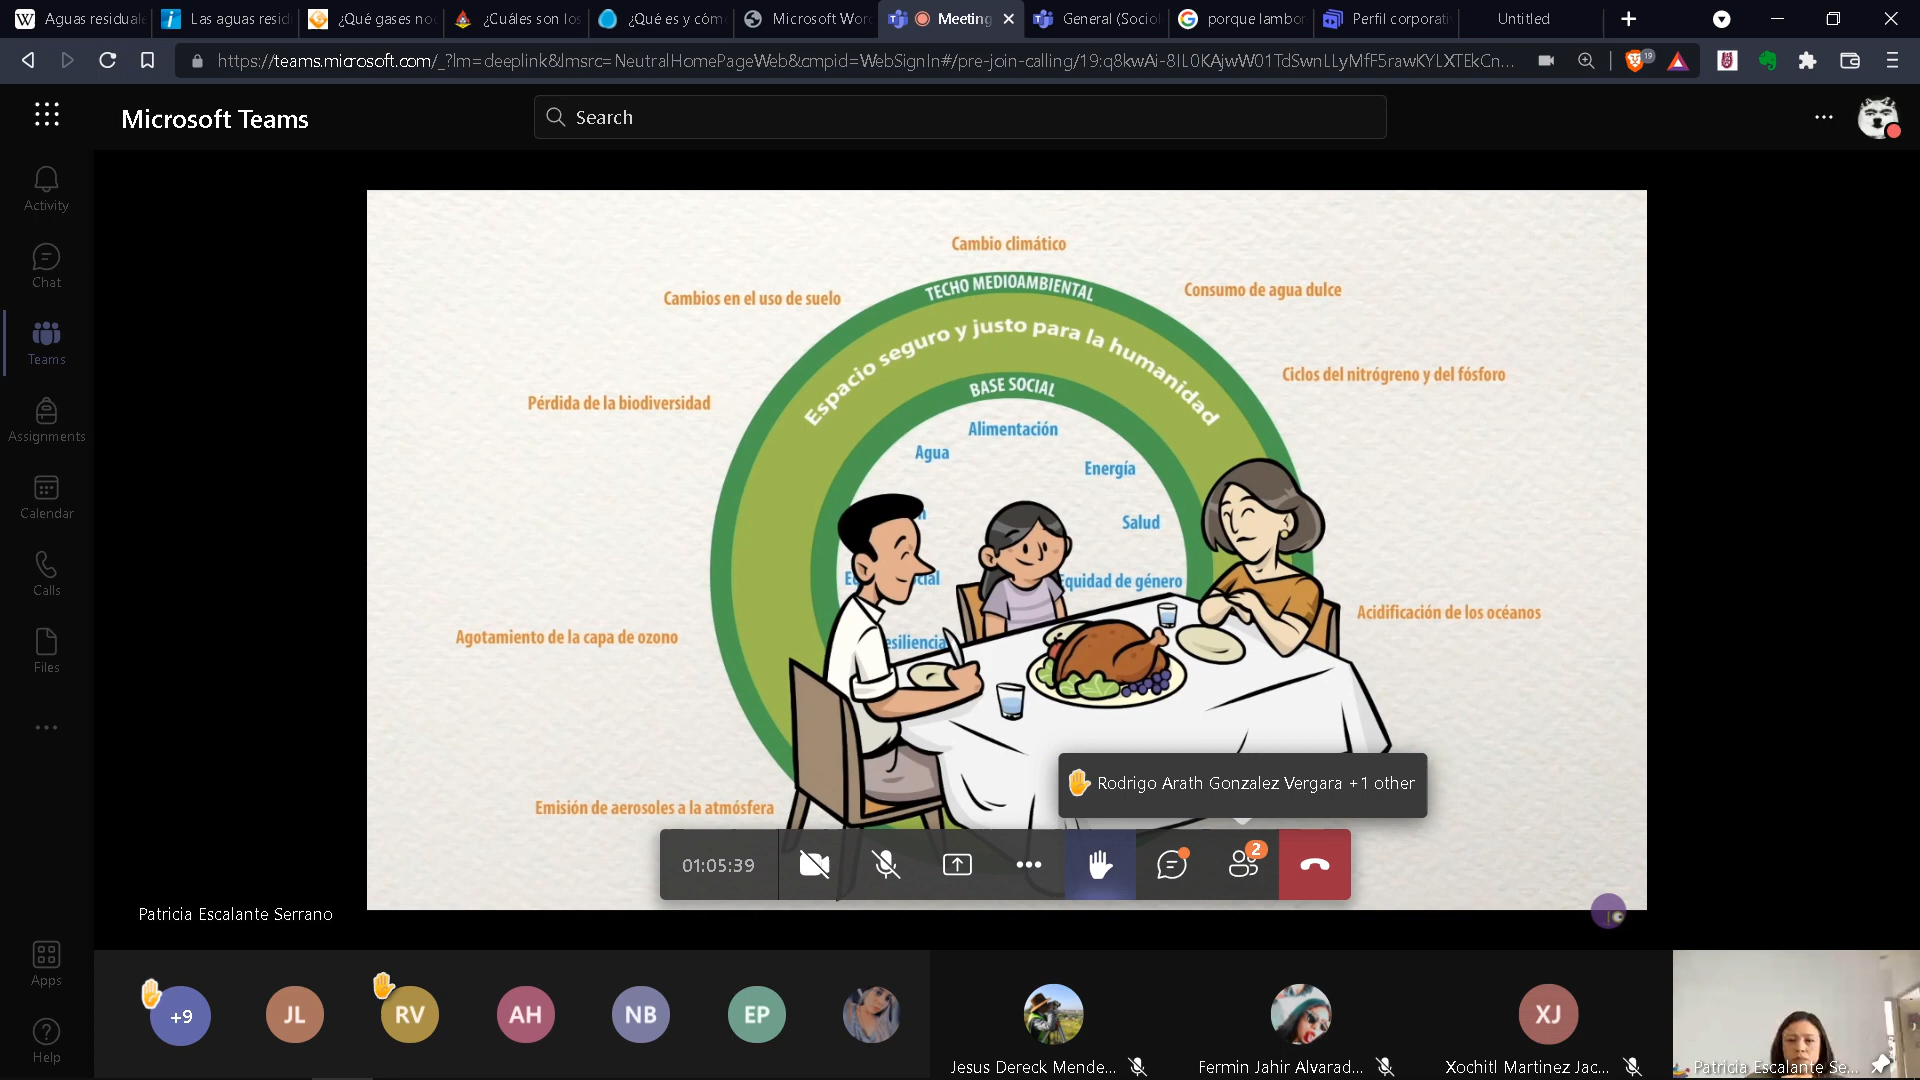 Aguas residuale
Las aguas resid
¿Qué gases no
¿Cuáles son los
¿Qué es y cóm
Microsoft Word
Meeting
General (Sociol
porque lambor
Perfil corporati
Untitled
https://teams.microsoft.com/_?lm=deeplink&lmsrc=NeutralHomePageWeb&cmpid=WebSignIn#/pre-join-calling/19:q8kwAi-8IL0KAjwW01TdSwnLLyMfF5rawKYLXTEkCn...
19
Microsoft Teams
Search
Activity
Chat
Teams
Assignments
Calendar
Calls
Files
Apps
Help
Cambio climático
Cambios en el uso de suelo
Consumo de agua dulce
TECHO MEDIOAMBIENTAL
Espacio seguro y justo para la humanidad
Ciclos del nitrógreno y del fósforo
Pérdida de la biodiversidad
BASE SOCIAL
Alimentación
Agua
Energía
Salud
quidad de género
Acidificación de los océanos
Agotamiento de la capa de ozono
esiliencia
Emisión de aerosoles a la atmósfera
Rodrigo Arath Gonzalez Vergara +1 other
01:05:39
2
Patricia Escalante Serrano
+9
JL
RV
AH
NB
EP
XJ
Jesus Dereck Mende...
Fermin Jahir Alvarad...
Xochitl Martinez Jac...
Patricia Escalante Se...